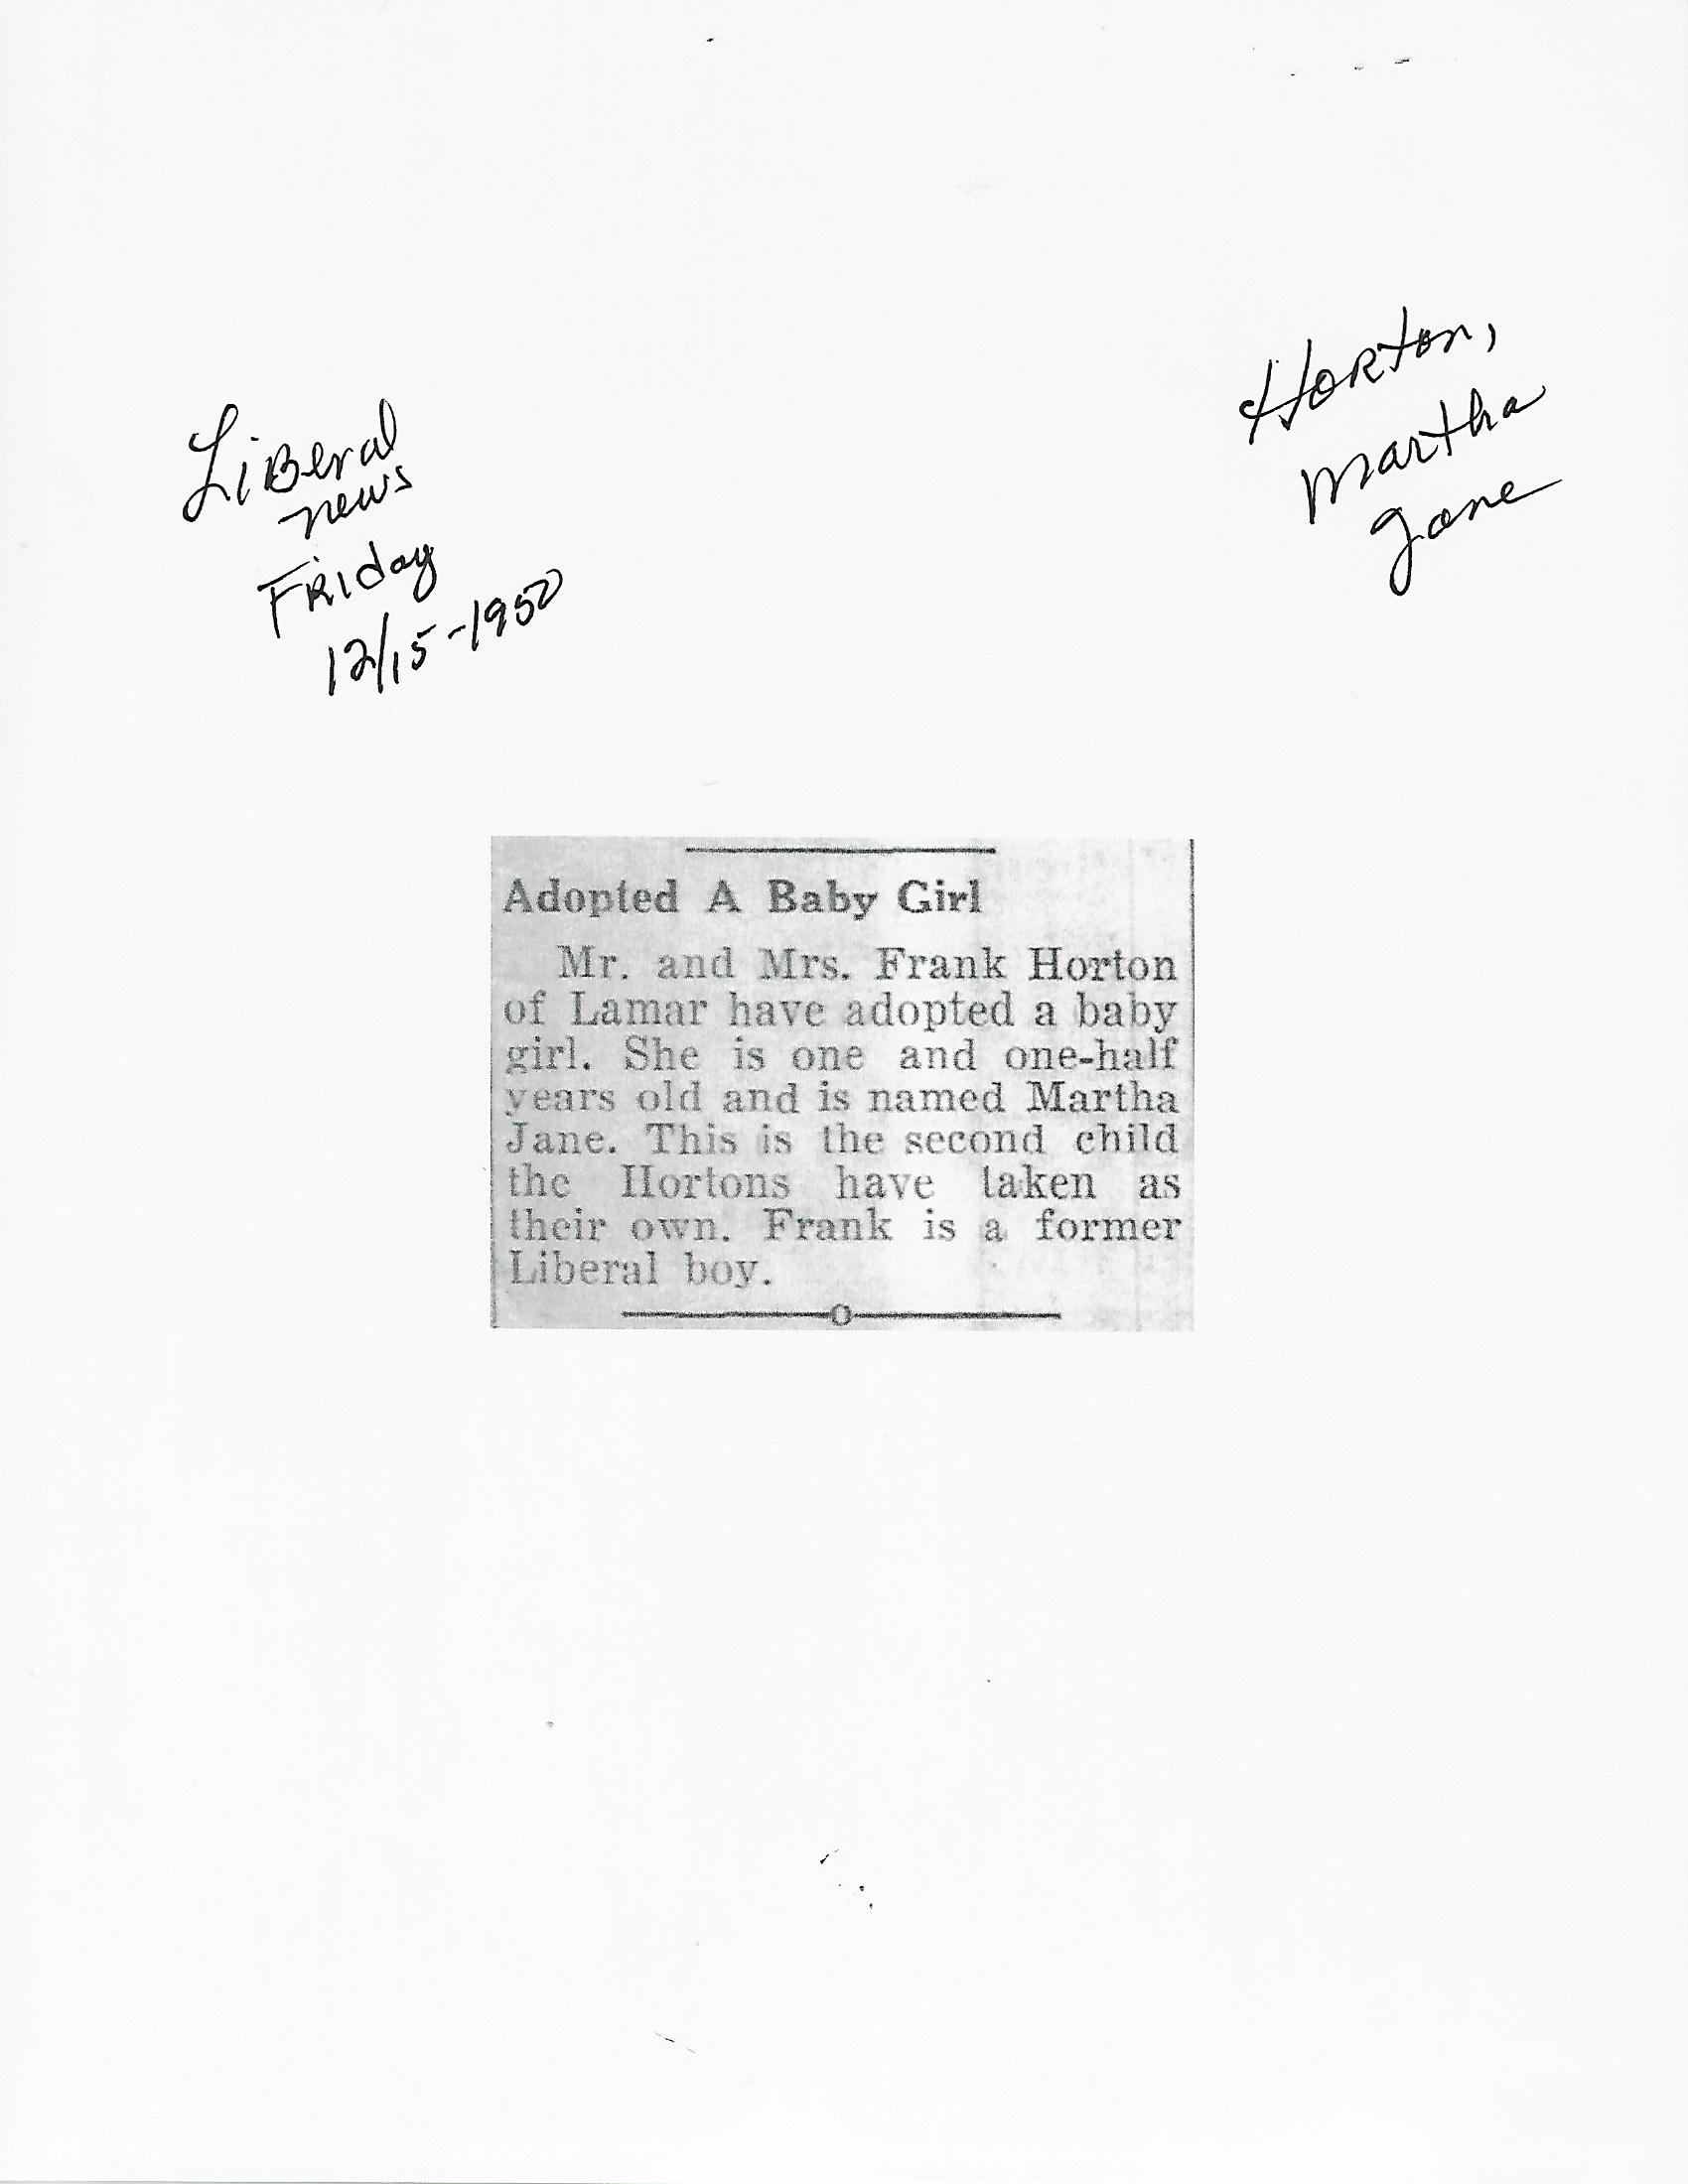 Liberal
news
Friday
12/15-1950
Horton,
Martha
Jane
Adopted A Baby Girl
Mr. and Mrs. Frank Horton
of Lamar have adopted a baby
girl. She is one and one-half
years old and is named Martha
Jane. This is the second child
the Hortons have taken as
their own. Frank is a former
Liberal boy.